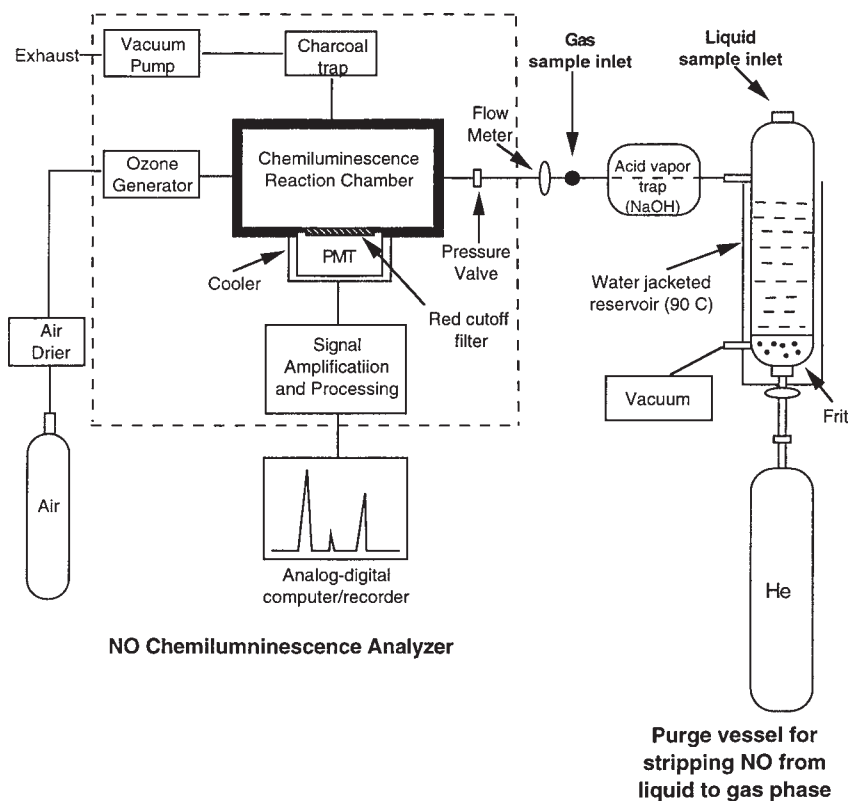 Exhaust
Vacuum
Pump
Charcoal
trap
Gas
sample inlet
Liquid
sample inlet
Flow
Meter
Ozone
Generator
Chemiluminescence
Reaction Chamber
Acid vapor
trap
(NaOH)
Pressure
Valve
Cooler
PMT
Red cutoff
filter
Water jacketed
reservoir (90 C)
Air
Drier
Signal
Amplificatiion
and Processing
Vacuum
Frit
Air
Analog-digital
computer/recorder
He
NO Chemilumninescence Analyzer
Purge vessel for
stripping NO from
liquid to gas phase